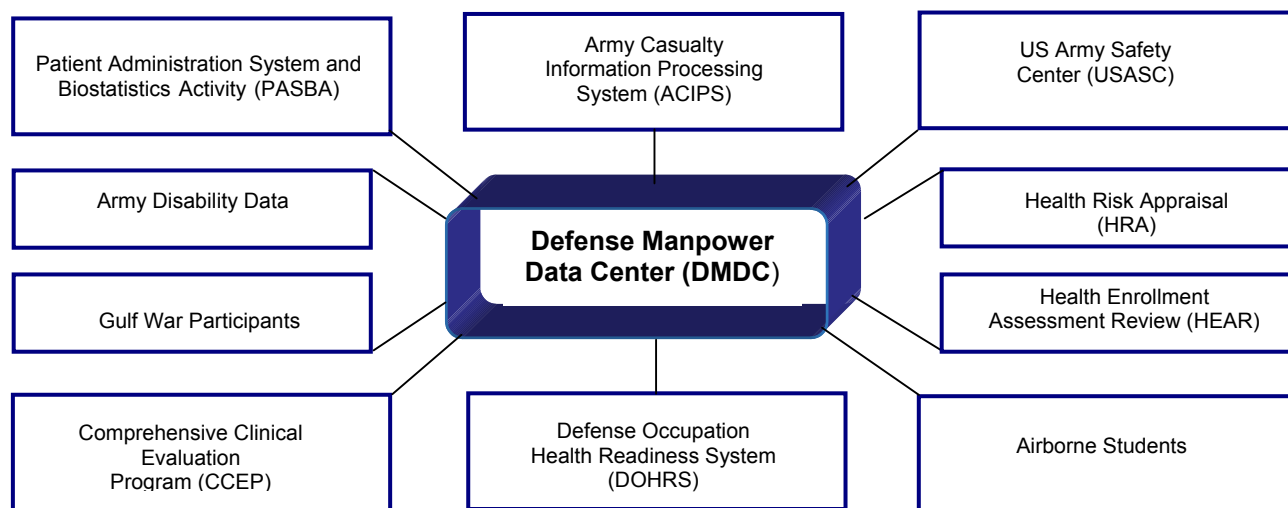 Patient Administration System and
Biostatistics Activity (PASBA)
Army Casualty
Information Processing
System (ACIPS)
US Army Safety
Center (USASC)
Army Disability Data
Defense Manpower
Data Center (DMDC)
Health Risk Appraisal
(HRA)
Gulf War Participants
Health Enrollment
Assessment Review (HEAR)
Comprehensive Clinical
Evaluation
Program (CCEP)
Defense Occupation
Health Readiness System
(DOHRS)
Airborne Students